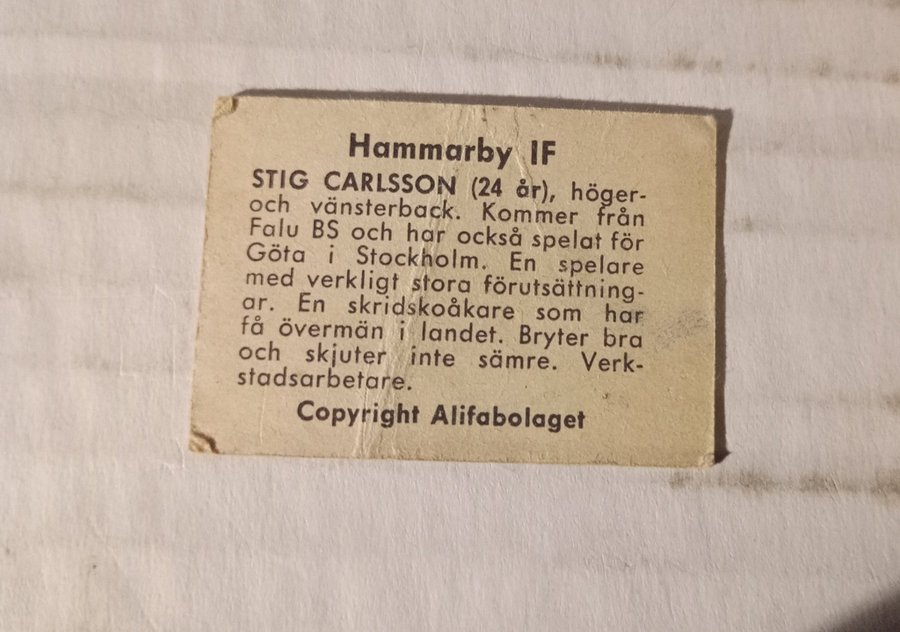 Hammarby IF
STIG CARLSSON (24 år), höger-
och vänsterback. Kommer från
Falu BS och har också spelat för
Göta i Stockholm. En spelare
med verkligt stora förutsättning-
ar. En skridskoåkare som har
få övermän i landet. Bryter bra
och skjuter inte sämre. Verk-
stadsarbetare.
Copyright Alifabolaget